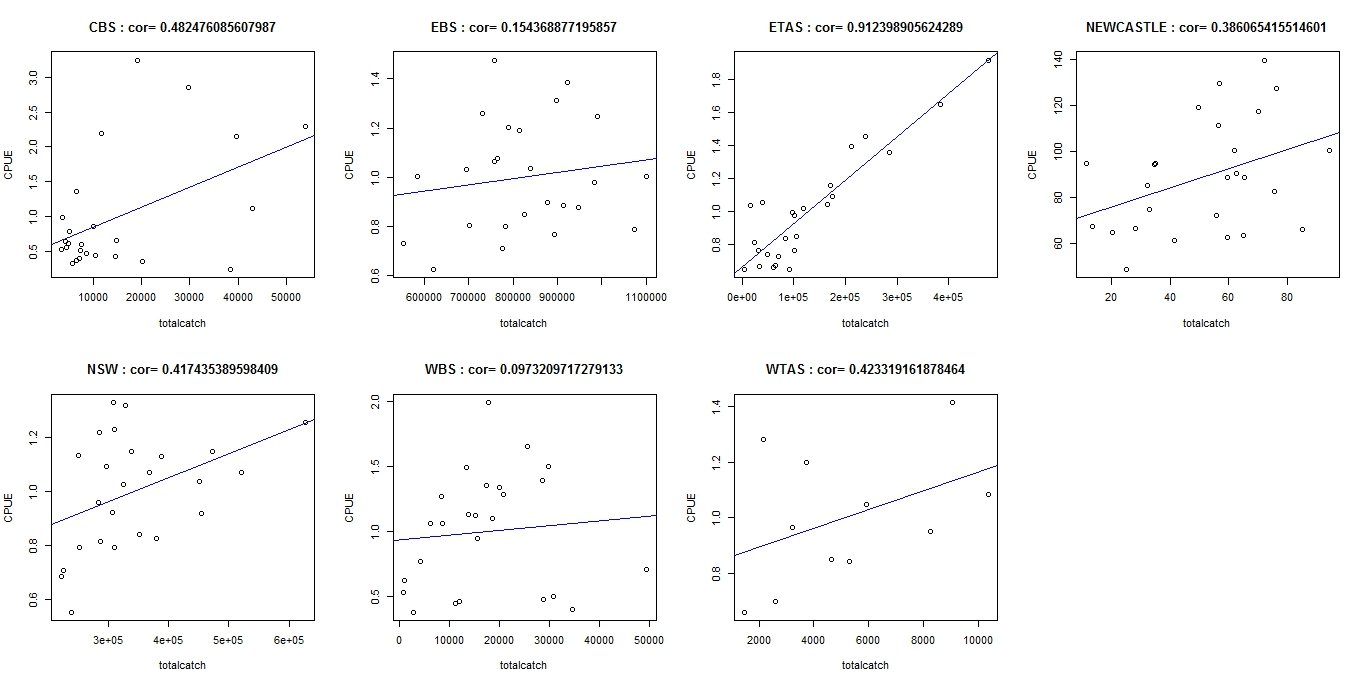 CBS : cor= 0.482476085607987
CPUE
3.0
2.5
2.0
1.5
1.0
0.5
10000 20000 30000 40000 50000
totalcatch
EBS : cor= 0.154368877195857
CPUE
1.4
1.2
1.0
0.8
0.6
600000 700000 800000 900000 1100000
totalcatch
ETAS : cor= 0.912398905624289
CPUE
1.8
1.6
1.4
1.2
1.0
0.8
0e+00 1e+05 2e+05 3e+05 4e+05
totalcatch
NEWCASTLE : cor= 0.386065415514601
CPUE
140
120
100
80
60
20 40 60 80
totalcatch
NSW : cor= 0.417435389598409
CPUE
1.2
1.0
0.8
0.6
3e+05 4e+05 5e+05 6e+05
totalcatch
WBS : cor= 0.0973209717279133
CPUE
2.0
1.5
1.0
0.5
0 10000 20000 30000 40000 50000
totalcatch
WTAS : cor= 0.423319161878464
CPUE
1.4
1.2
1.0
0.8
2000 4000 6000 8000 10000
totalcatch